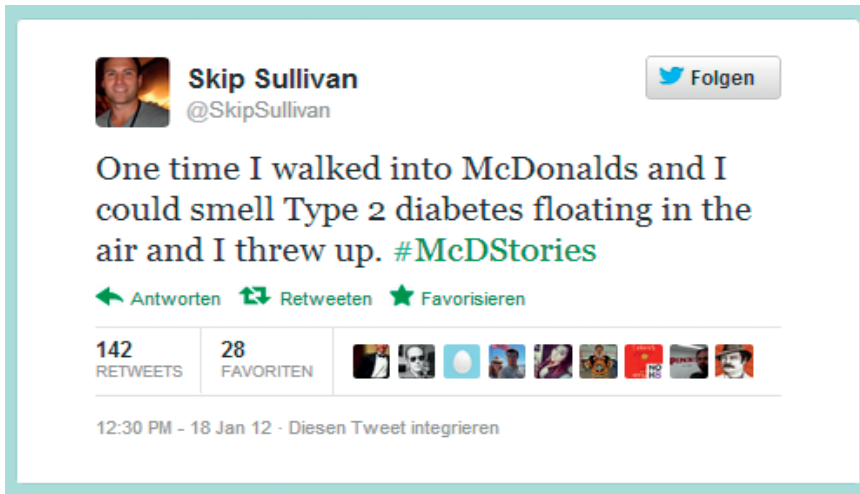 Skip Sullivan
@SkipSullivan
Folgen
One time I walked into McDonalds and I
could smell Type 2 diabetes floating in the
air and I threw up. #McDStories
Antworten Retweeten Favorisieren
142 28
RETWEETS FAVORITEN
12:30 PM - 18 Jan 12 · Diesen Tweet integrieren